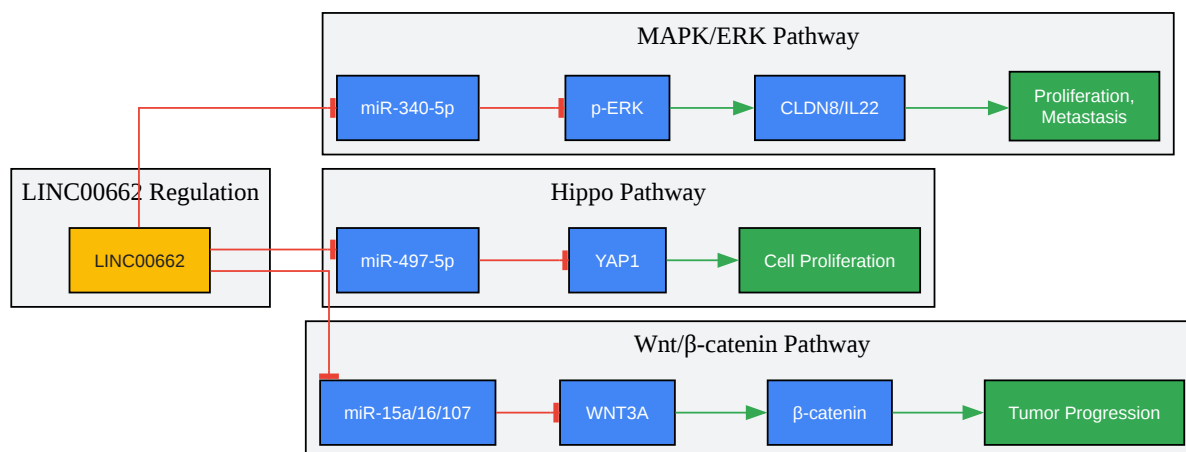 MAPK/ERK Pathway
miR-340-5p
p-ERK
CLDN8/IL22
Proliferation,
Metastasis
LINC00662 Regulation
LINC00662
Hippo Pathway
miR-497-5p
YAP1
Cell Proliferation
Wnt/β-catenin Pathway
miR-15a/16/107
WNT3A
β-catenin
Tumor Progression